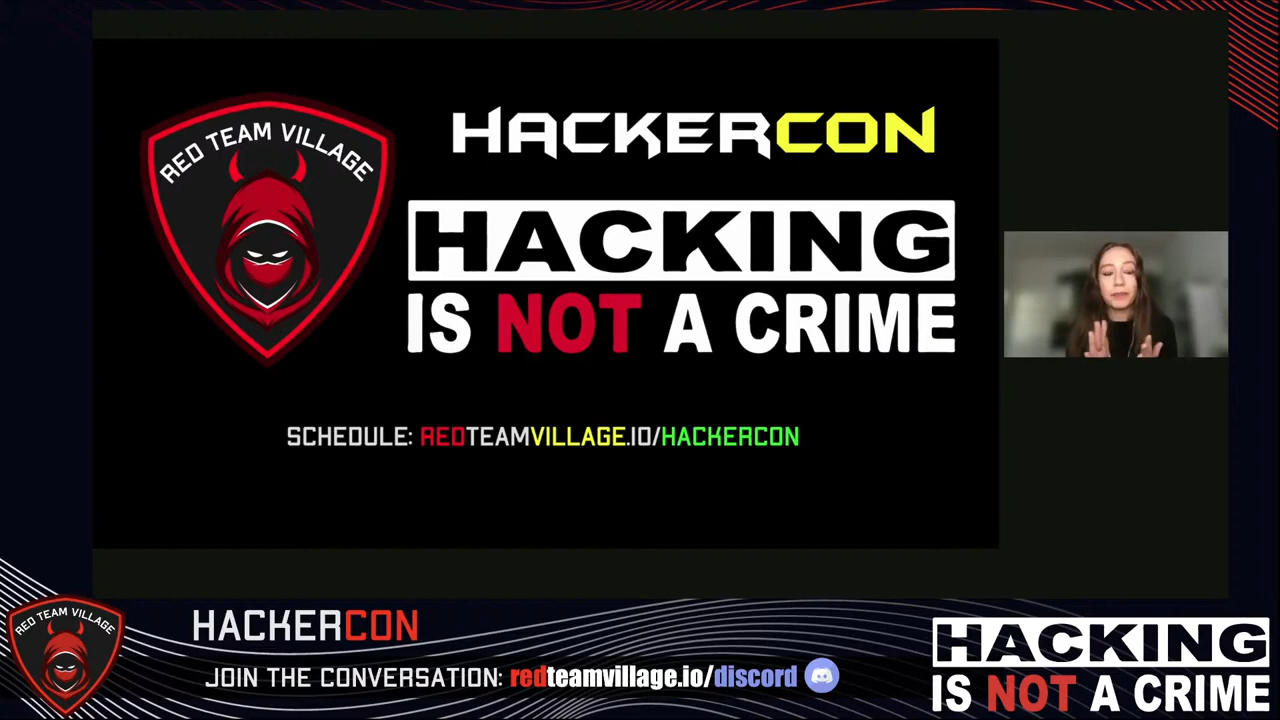 RED TEAM VILLAGE
HACKERCON
HACKING
IS NOT A CRIME
SCHEDULE: REDTEAMVILLAGE.IO/HACKERCON
RED TEAM VILLAGE
HACKERCON
JOIN THE CONVERSATION: redteamvillage.io/discord
HACKING
IS NOT A CRIME